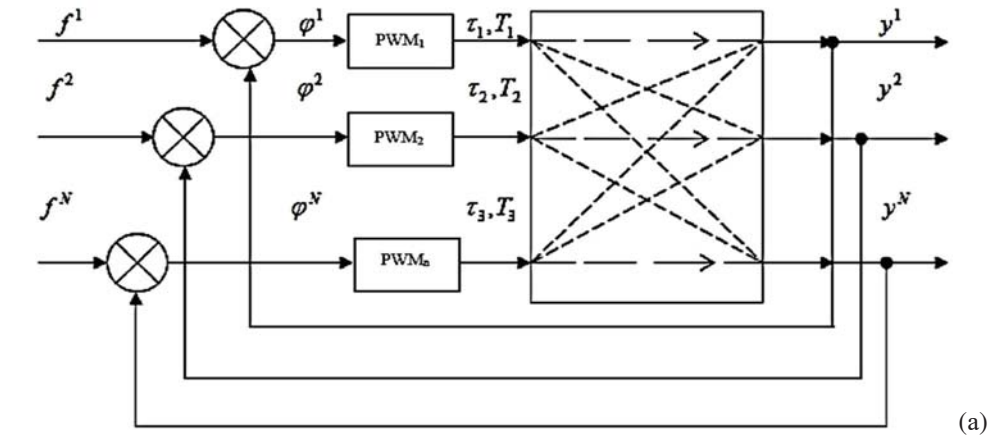 f¹ φ¹ PWM₁ τ₁,T₁ y¹
f² φ² PWM₂ τ₂,T₂ y²
f^N φ^N PWMₙ τ₃,T₃ y^N
(a)